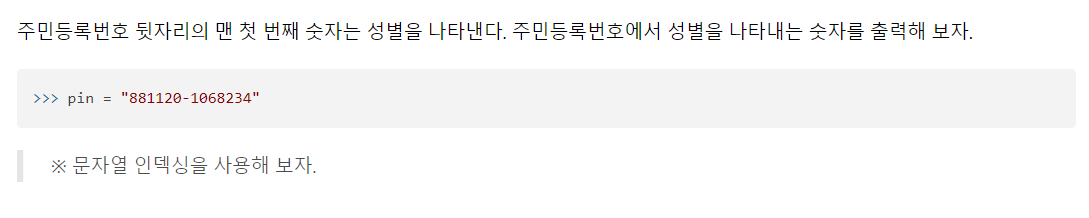 주민등록번호 뒷자리의 맨 첫 번째 숫자는 성별을 나타낸다. 주민등록번호에서 성별을 나타내는 숫자를 출력해 보자.
>>> pin = "881120-1068234"
※ 문자열 인덱싱을 사용해 보자.